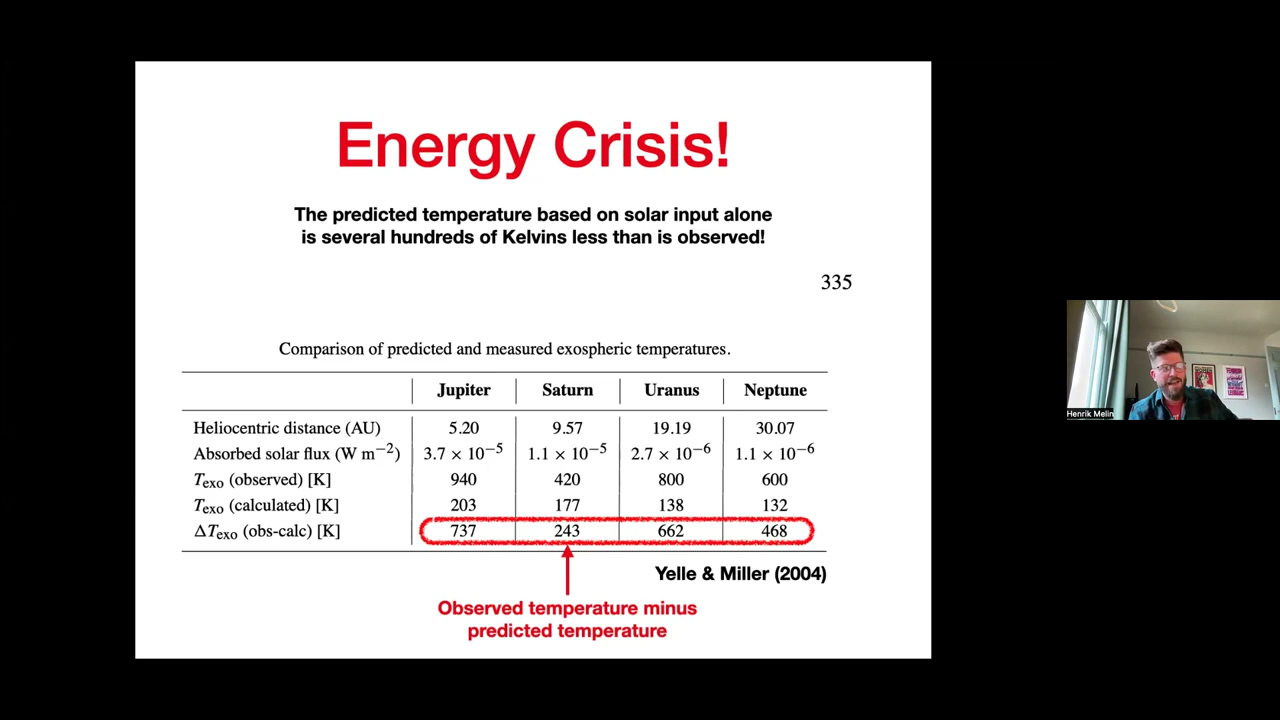 Energy Crisis!
The predicted temperature based on solar input alone
is several hundreds of Kelvins less than is observed!
335
Comparison of predicted and measured exospheric temperatures.
Jupiter Saturn Uranus Neptune
Heliocentric distance (AU) 5.20 9.57 19.19 30.07
Absorbed solar flux (W m⁻²) 3.7 × 10⁻⁵ 1.1 × 10⁻⁵ 2.7 × 10⁻⁶ 1.1 × 10⁻⁶
Texo (observed) [K] 940 420 800 600
Texo (calculated) [K] 203 177 138 132
ΔTexo (obs-calc) [K] 737 243 662 468
Yelle & Miller (2004)
Observed temperature minus
predicted temperature
Henrik Melin